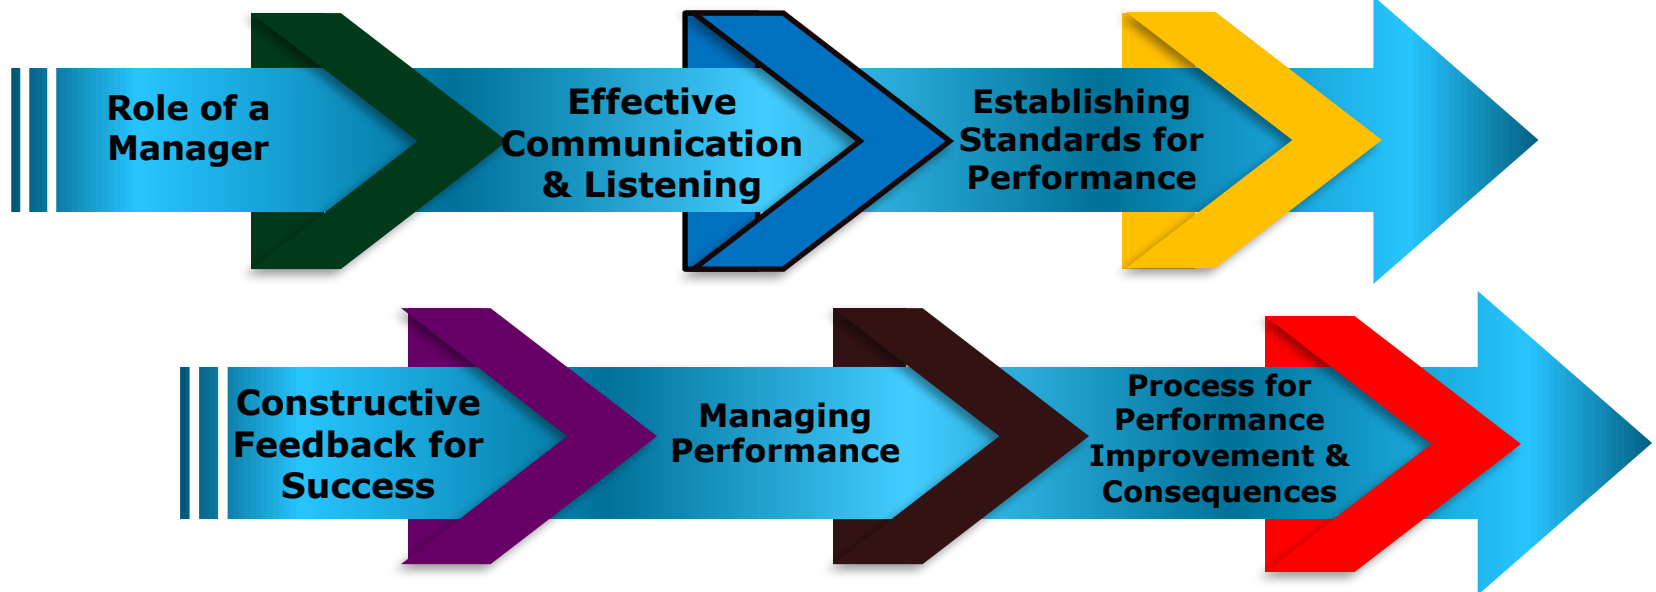 Role of a
Manager
Effective
Communication
& Listening
Establishing
Standards for
Performance
Constructive
Feedback for
Success
Managing
Performance
Process for
Performance
Improvement &
Consequences